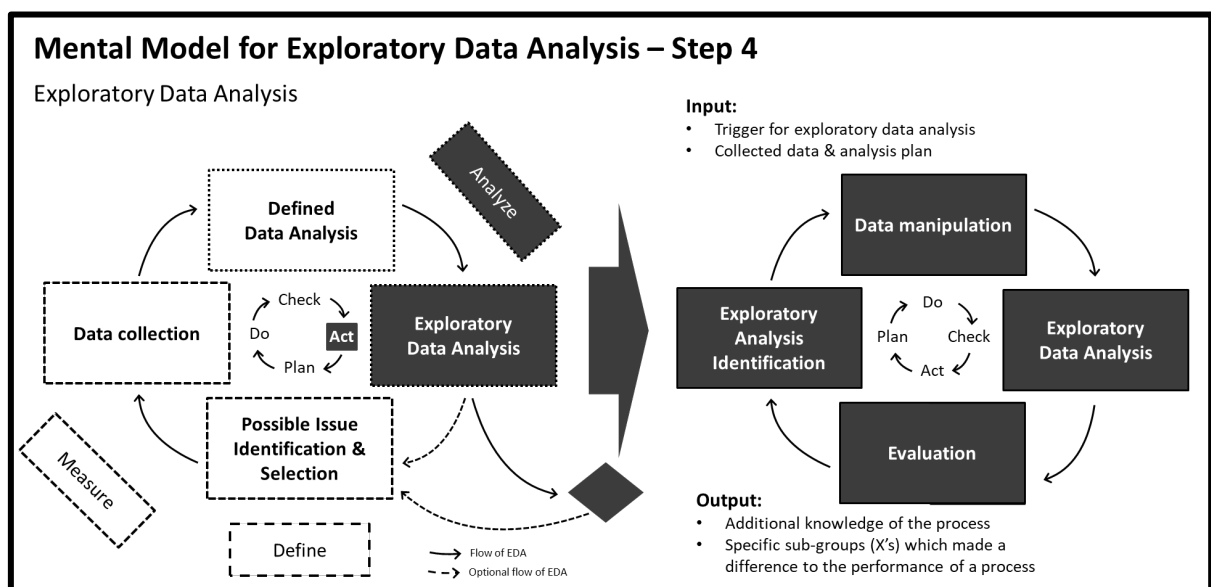 Mental Model for Exploratory Data Analysis – Step 4
Exploratory Data Analysis
Analyze
Defined
Data Analysis
Data collection
Check
Do
Act
Plan
Exploratory
Data Analysis
Possible Issue
Identification &
Selection
Measure
Define
Flow of EDA
Optional flow of EDA
Input:
• Trigger for exploratory data analysis
• Collected data & analysis plan
Data manipulation
Exploratory
Analysis
Identification
Do
Plan
Check
Act
Exploratory
Data Analysis
Evaluation
Output:
• Additional knowledge of the process
• Specific sub-groups (X's) which made a
difference to the performance of a process